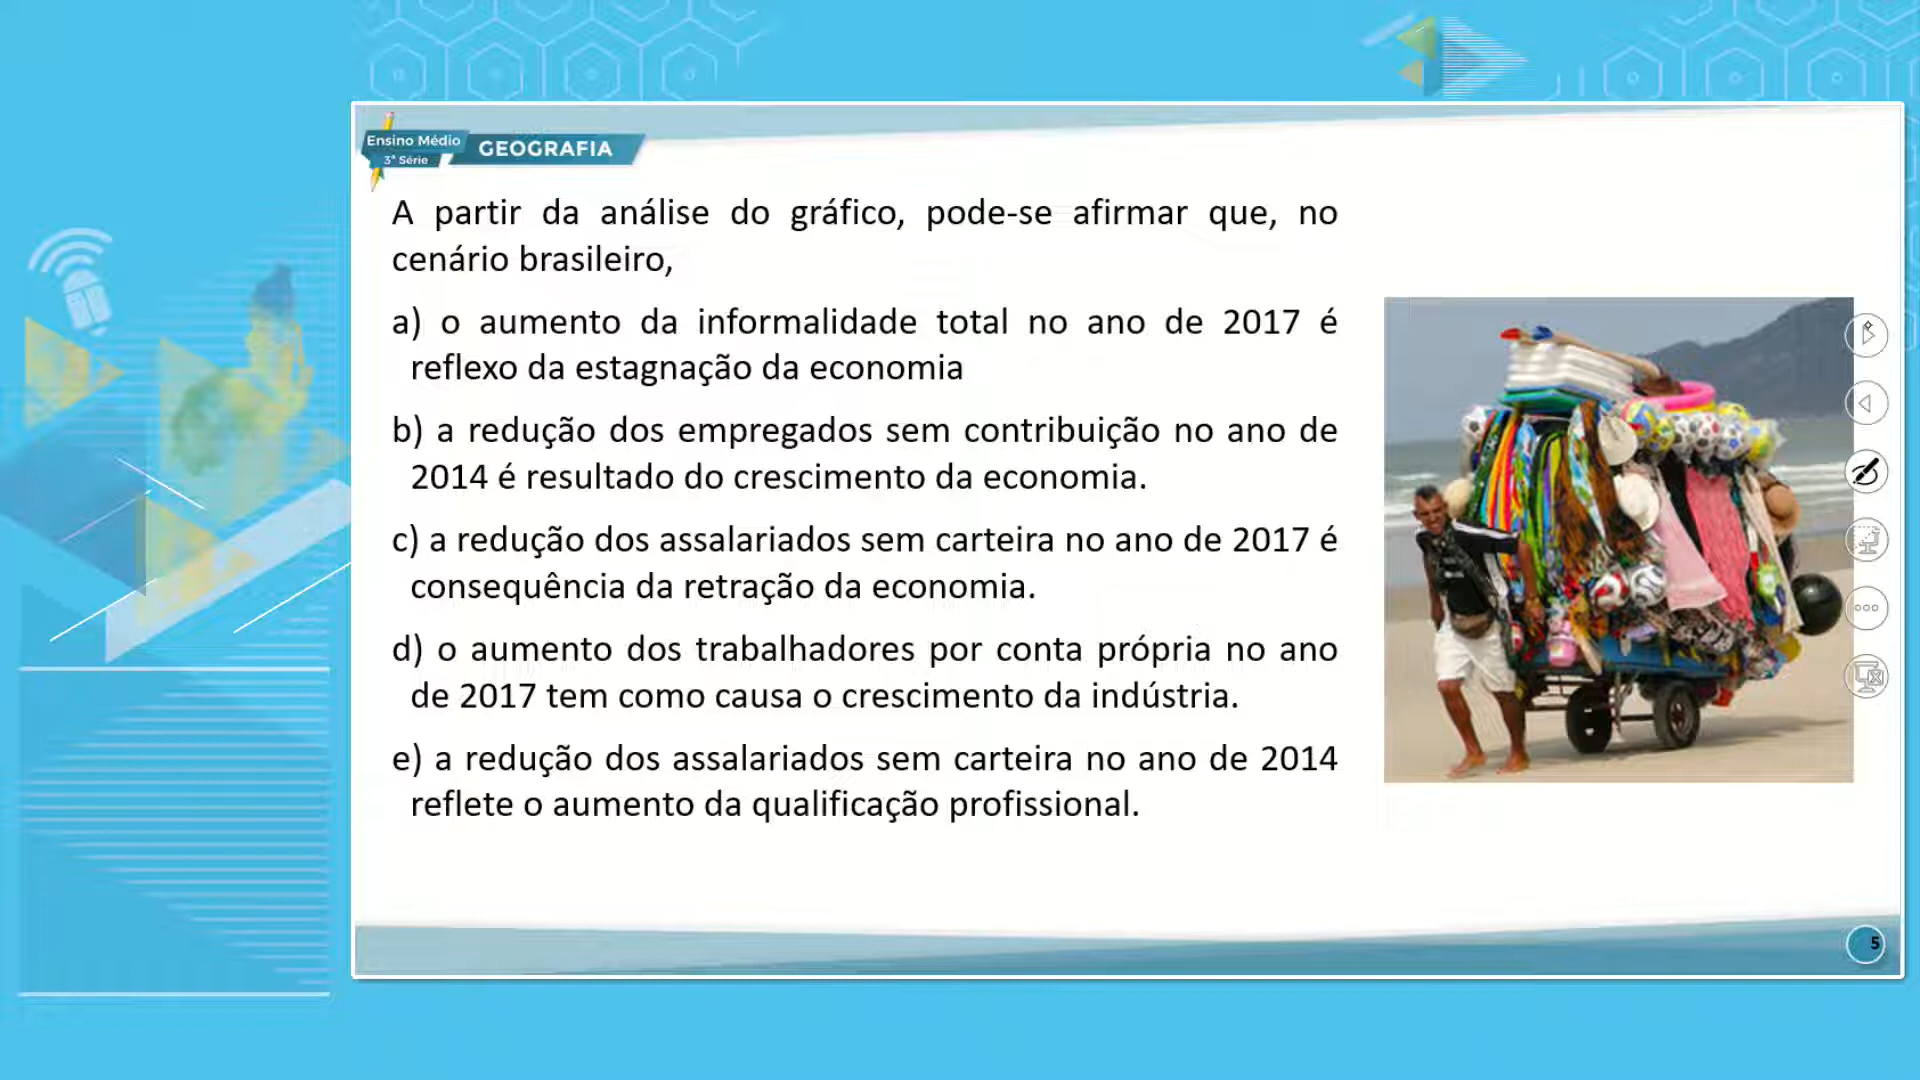 Ensino Médio
3ª Série
GEOGRAFIA
A partir da análise do gráfico, pode-se afirmar que, no
cenário brasileiro,
a) o aumento da informalidade total no ano de 2017 é
reflexo da estagnação da economia
b) a redução dos empregados sem contribuição no ano de
2014 é resultado do crescimento da economia.
c) a redução dos assalariados sem carteira no ano de 2017 é
consequência da retração da economia.
d) o aumento dos trabalhadores por conta própria no ano
de 2017 tem como causa o crescimento da indústria.
e) a redução dos assalariados sem carteira no ano de 2014
reflete o aumento da qualificação profissional.
5